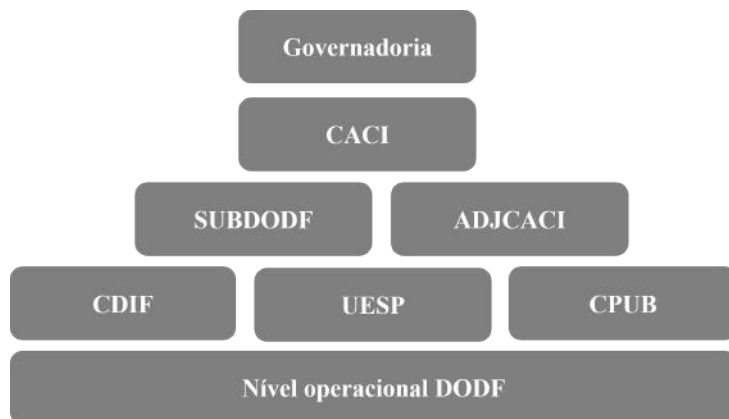 Governadoria
CACI
SUBDODF
ADJCACI
CDIF
UESP
CPUB
Nível operacional DODF